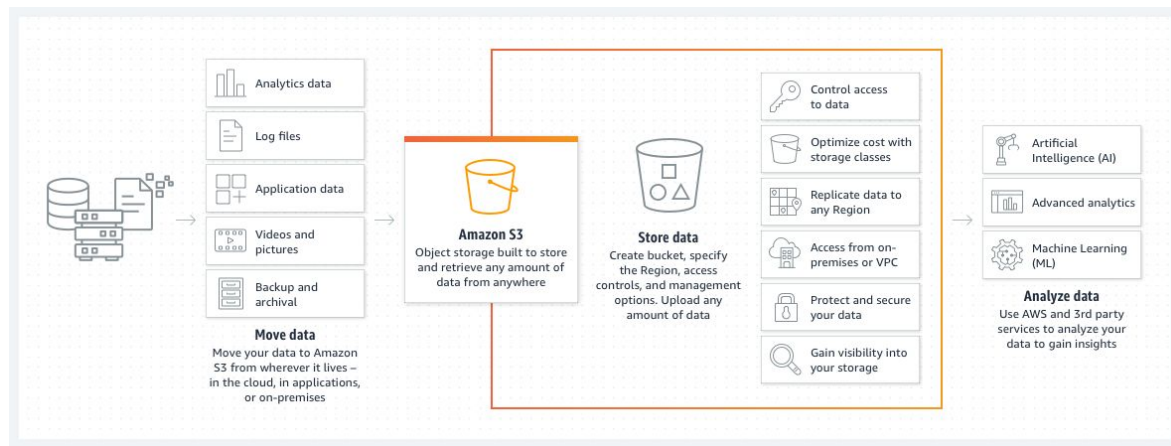 Analytics data
Log files
Application data
Videos and
pictures
Backup and
archival
Move data
Move your data to Amazon
S3 from wherever it lives –
in the cloud, in applications,
or on-premises
Amazon S3
Object storage built to store
and retrieve any amount of
data from anywhere
Store data
Create bucket, specify
the Region, access
controls, and management
options. Upload any
amount of data
Control access
to data
Optimize cost with
storage classes
Replicate data to
any Region
Access from on-
premises or VPC
Protect and secure
your data
Gain visibility into
your storage
Artificial
Intelligence (AI)
Advanced analytics
Machine Learning
(ML)
Analyze data
Use AWS and 3rd party
services to analyze your
data to gain insights